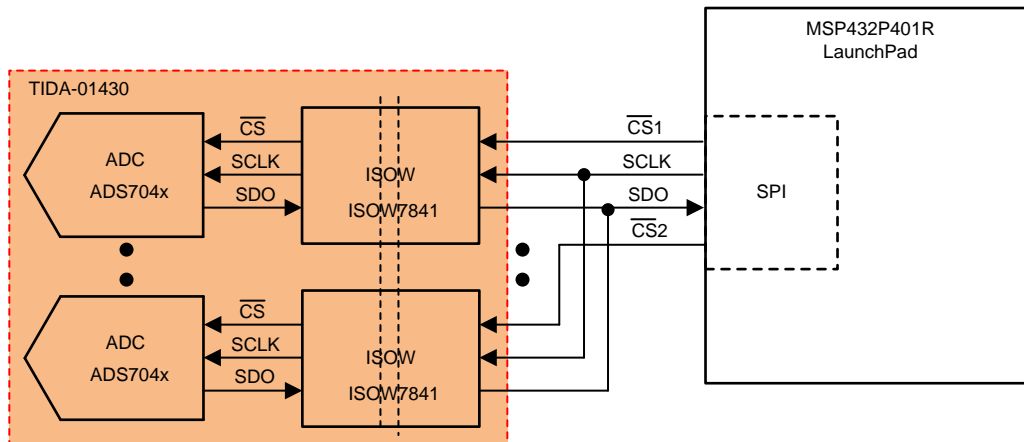 MSP432P401R
LaunchPad
TIDA-01430
ADC
ADS704x
CS
SCLK
SDO
ISOW
ISOW7841
CS1
SCLK
SDO
CS2
SPI
ADC
ADS704x
CS
SCLK
SDO
ISOW
ISOW7841